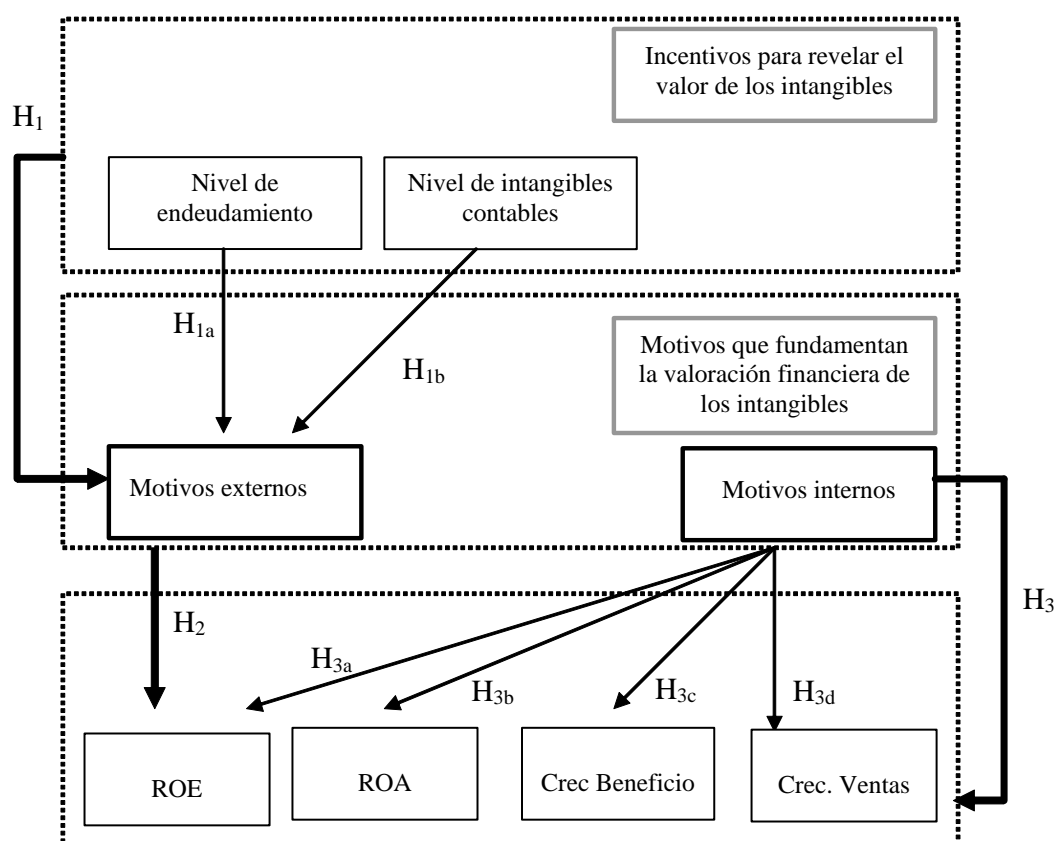 Incentivos para revelar el
valor de los intangibles
H1
Nivel de
endeudamiento
Nivel de intangibles
contables
H1a
H1b
Motivos que fundamentan
la valoración financiera de
los intangibles
Motivos externos
Motivos internos
H2
H3
H3a
H3b
H3c
H3d
ROE
ROA
Crec Beneficio
Crec. Ventas